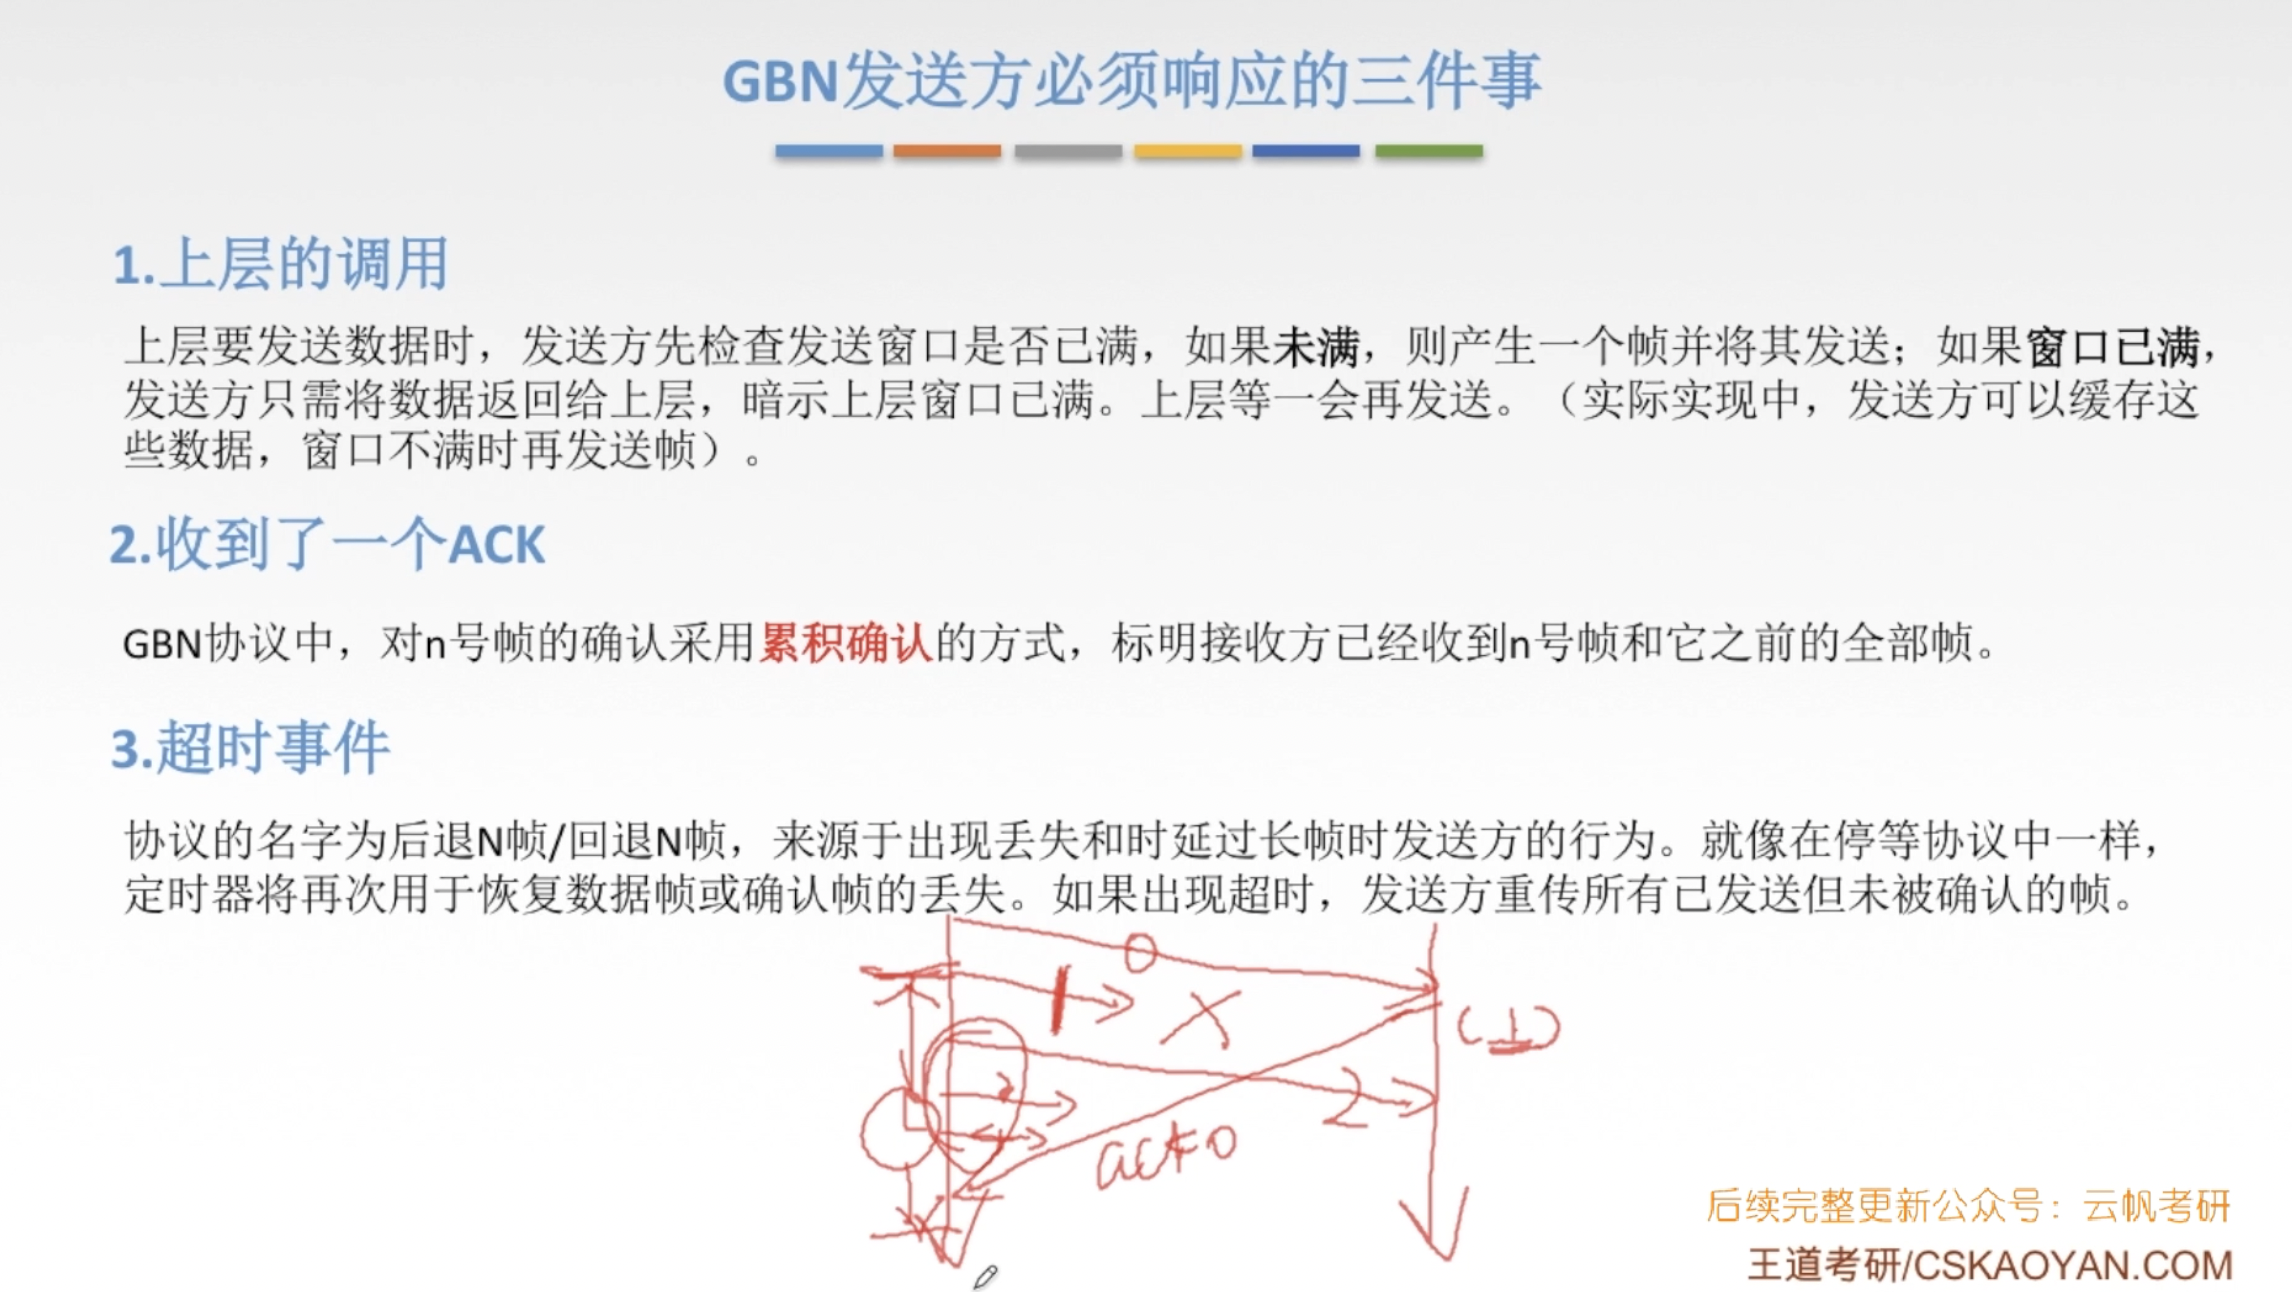 GBN发送方必须响应的三件事
1.上层的调用
上层要发送数据时，发送方先检查发送窗口是否已满，如果未满，则产生一个帧并将其发送；如果窗口已满，
发送方只需将数据返回给上层，暗示上层窗口已满。上层等一会再发送。（实际实现中，发送方可以缓存这
些数据，窗口不满时再发送帧）。
2.收到了一个ACK
GBN协议中，对n号帧的确认采用累积确认的方式，标明接收方已经收到n号帧和它之前的全部帧。
3.超时事件
协议的名字为后退N帧/回退N帧，来源于出现丢失和时延过长帧时发送方的行为。就像在停等协议中一样，
定时器将再次用于恢复数据帧或确认帧的丢失。如果出现超时，发送方重传所有已发送但未被确认的帧。
0
1
(1)
2
ack0
后续完整更新公众号：云帆考研
王道考研/CSKAOYAN.COM